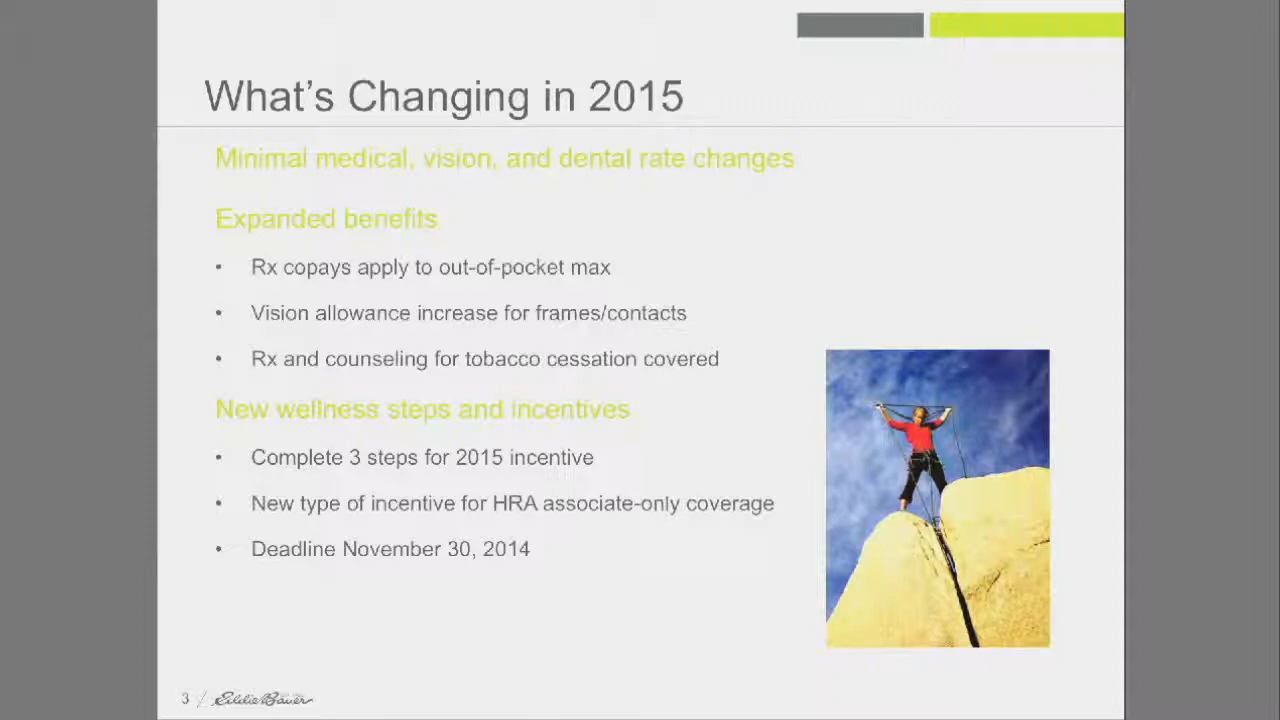 What's Changing in 2015
Minimal medical, vision, and dental rate changes
Expanded benefits
• Rx copays apply to out-of-pocket max
• Vision allowance increase for frames/contacts
• Rx and counseling for tobacco cessation covered
New wellness steps and incentives
• Complete 3 steps for 2015 incentive
• New type of incentive for HRA associate-only coverage
• Deadline November 30, 2014
3 / Eddie Bauer